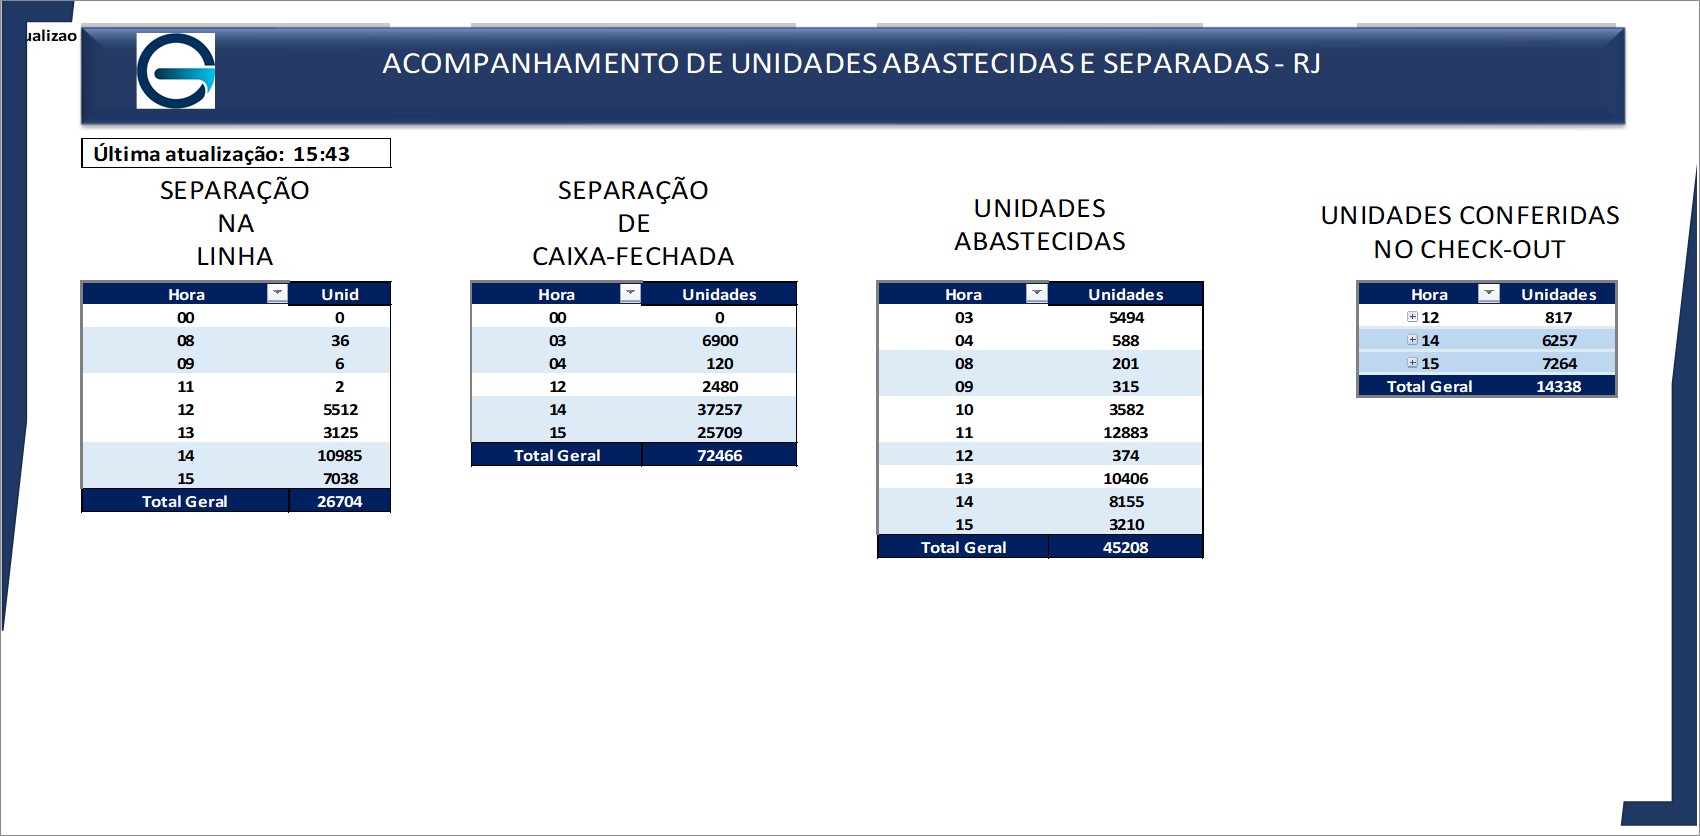 ualizao
ACOMPANHAMENTO DE UNIDADES ABASTECIDAS E SEPARADAS - RJ
Última atualização: 15:43
SEPARAÇÃO
NA
LINHA
Hora Unid
00 0
08 36
09 6
11 2
12 5512
13 3125
14 10985
15 7038
Total Geral 26704
SEPARAÇÃO
DE
CAIXA-FECHADA
Hora Unidades
00 0
03 6900
04 120
12 2480
14 37257
15 25709
Total Geral 72466
UNIDADES
ABASTECIDAS
Hora Unidades
03 5494
04 588
08 201
09 315
10 3582
11 12883
12 374
13 10406
14 8155
15 3210
Total Geral 45208
UNIDADES CONFERIDAS
NO CHECK-OUT
Hora Unidades
12 817
14 6257
15 7264
Total Geral 14338